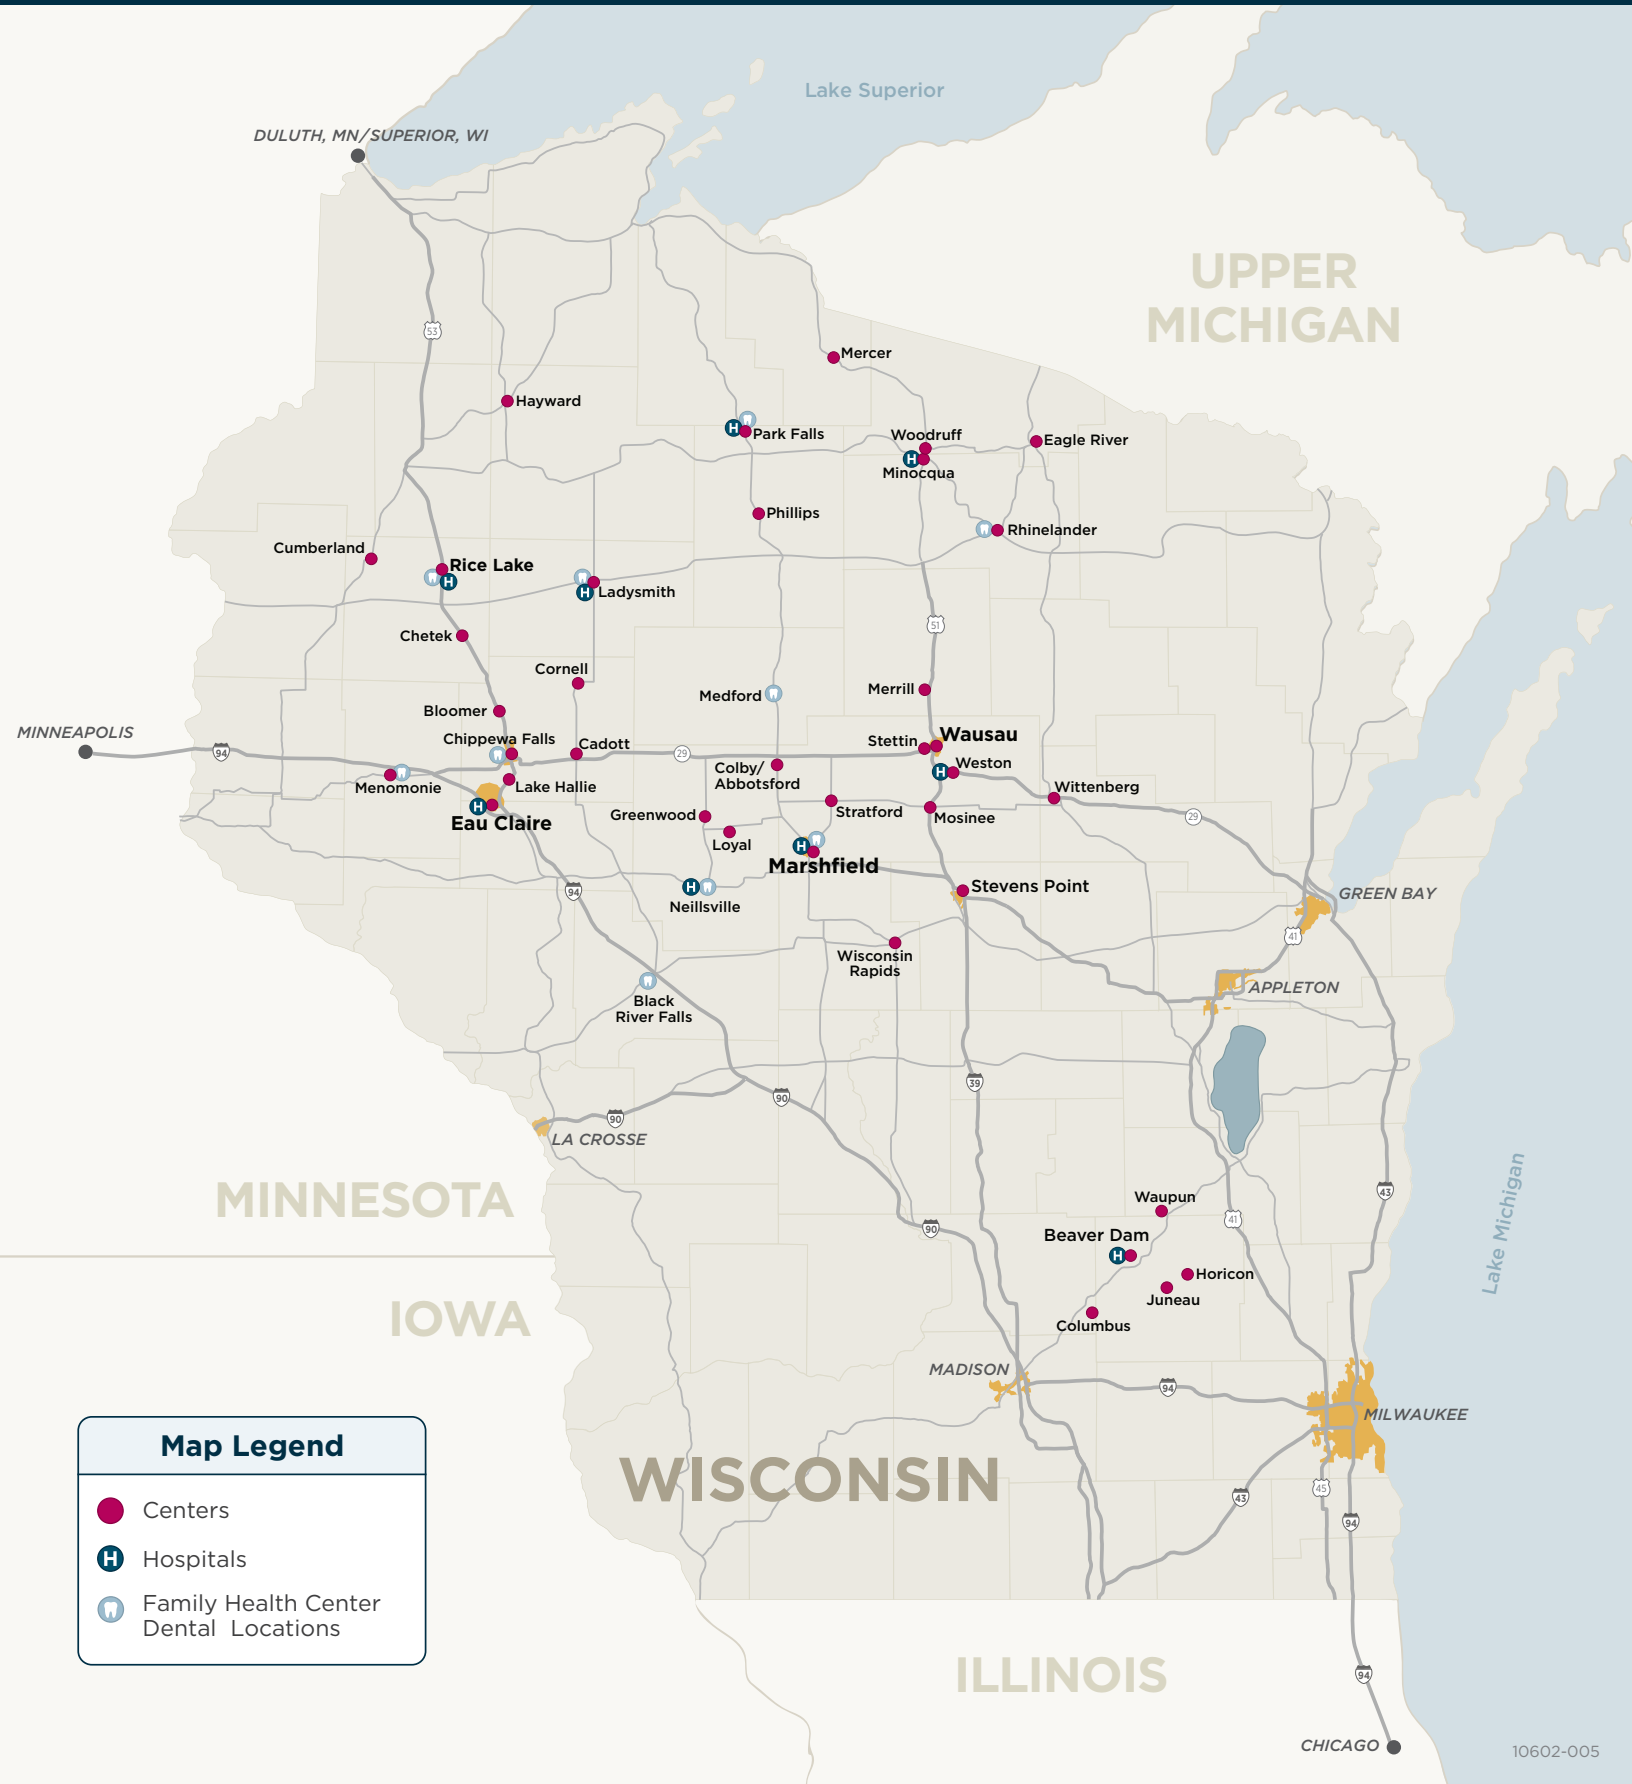 Lake Superior
DULUTH, MN/SUPERIOR, WI
UPPER
MICHIGAN
53
Mercer
Hayward
Park Falls
H
Woodruff
Eagle River
H
Minocqua
Phillips
Rhinelander
Cumberland
Rice Lake
H
Ladysmith
H
51
Chetek
Cornell
Medford
Merrill
Bloomer
MINNEAPOLIS
94
Chippewa Falls
Cadott
29
Stettin
Wausau
Colby/
Abbotsford
H
Weston
Menomonie
Lake Hallie
Wittenberg
H
Eau Claire
Greenwood
Stratford
Mosinee
29
Loyal
H
Marshfield
94
H
Neillsville
Stevens Point
GREEN BAY
41
Wisconsin
Rapids
Black
River Falls
APPLETON
39
90
90
LA CROSSE
MINNESOTA
Lake Michigan
43
Waupun
41
90
Beaver Dam
H
Horicon
Juneau
IOWA
Columbus
MADISON
94
MILWAUKEE
WISCONSIN
45
43
94
Map Legend
Centers
H
Hospitals
Family Health Center
Dental Locations
ILLINOIS
94
CHICAGO
10602-005